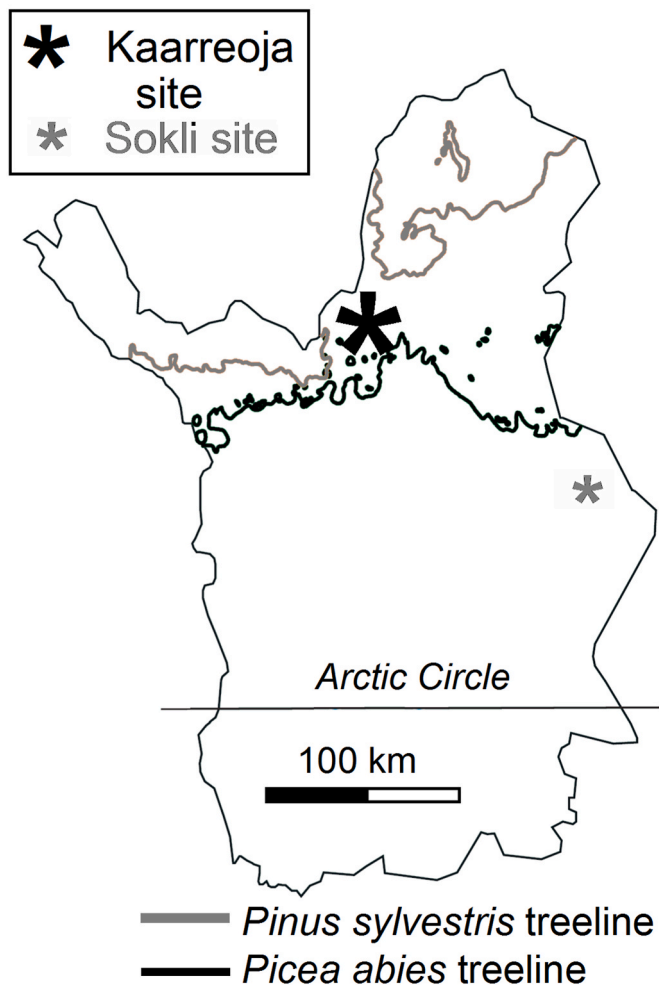 Kaarreoja
site
Sokli site
Arctic Circle
100 km
Pinus sylvestris treeline
Picea abies treeline